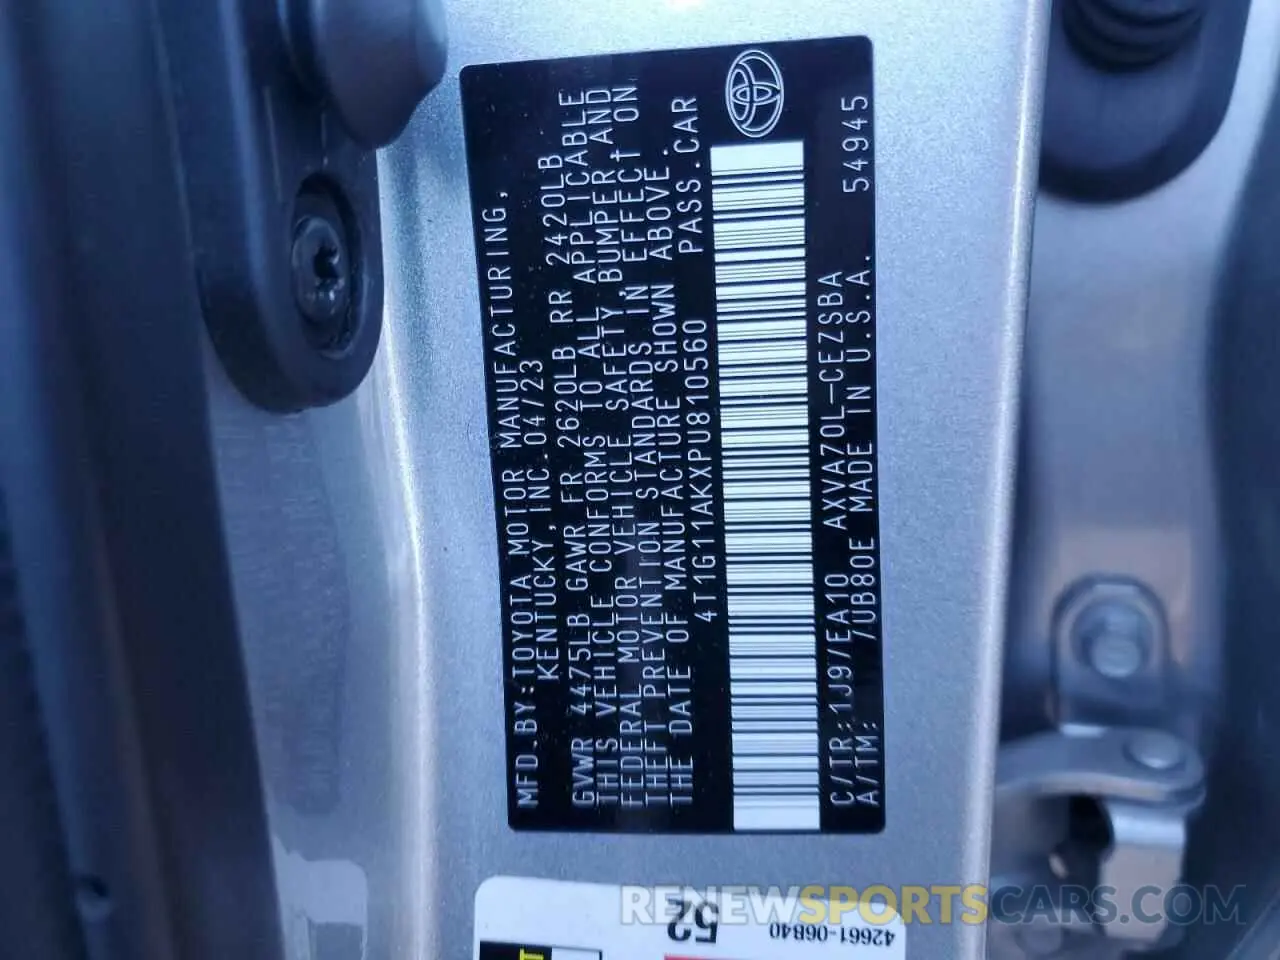 MFD.BY:TOYOTA MOTOR MANUFACTURING,
KENTUCKY, INC.04/23
GVWR 4475LB GAWR FR 2620LB RR 2420LB
THIS VEHICLE CONFORMS TO ALL APPLICABLE
FEDERAL MOTOR VEHICLE SAFETY,BUMPER,AND
THEFT PREVENTION STANDARDS IN EFFECT ON
THE DATE OF MANUFACTURE SHOWN ABOVE.
4T1G11AKXPU810560 PASS.CAR
C/TR:1J9/EA10 AXVA70L-CEZSBA
A/TM: /UB80E MADE IN U.S.A. 54945
52
42661-06B40
RENEWSPORTSCARS.COM